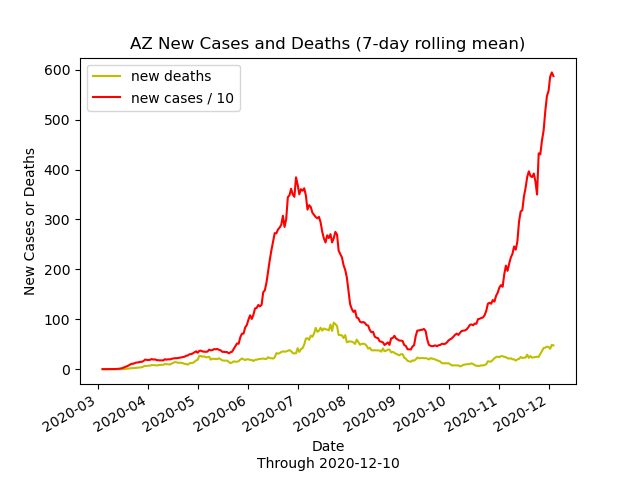 AZ New Cases and Deaths (7-day rolling mean)
new deaths
new cases / 10
600
500
400
300
200
100
0
New Cases or Deaths
2020-03
2020-04
2020-05
2020-06
2020-07
2020-08
2020-09
2020-10
2020-11
2020-12
Date
Through 2020-12-10